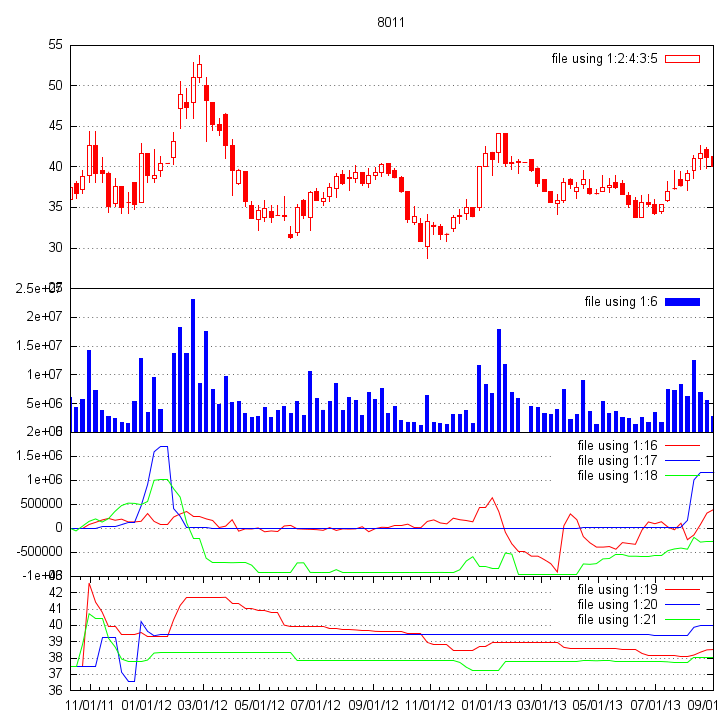 8011
55
file using 1:2:4:3:5
50
45
40
35
30
2.5e+07
file using 1:6
2e+07
1.5e+07
1e+07
5e+06
file using 1:16
1.5e+06
file using 1:17
1e+06
file using 1:18
500000
0
-500000
file using 1:19
42
file using 1:20
41
file using 1:21
40
39
38
37
36
11/01/11 01/01/12 03/01/12 05/01/12 07/01/12 09/01/12 11/01/12 01/01/13 03/01/13 05/01/13 07/01/13 09/01